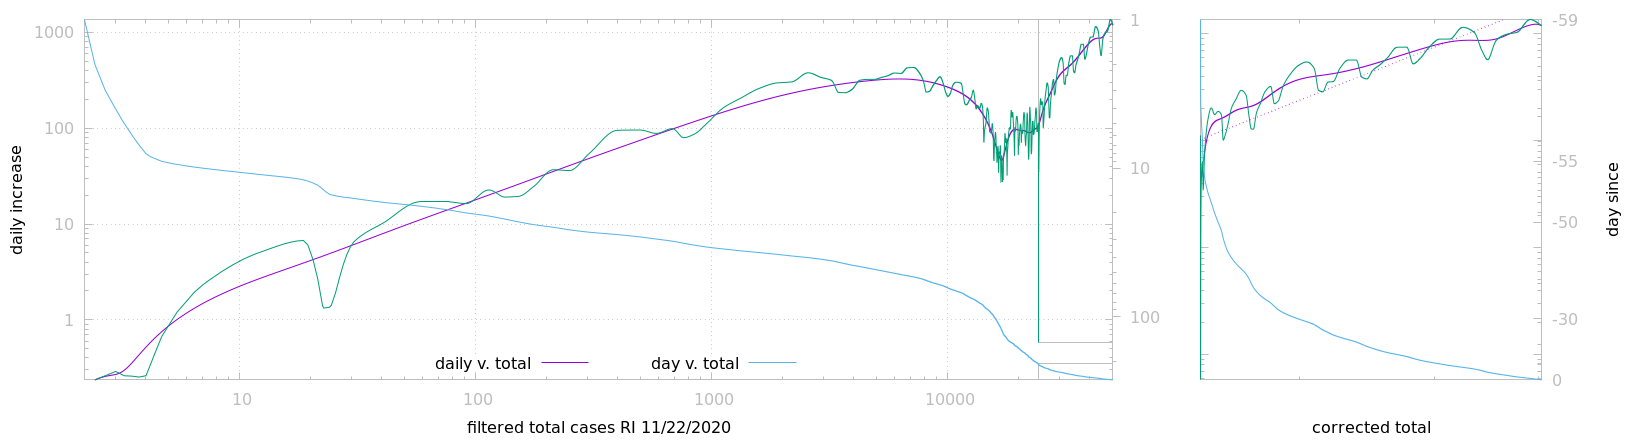 1000
100
10
1
daily increase
10
100
1000
10000
filtered total cases RI 11/22/2020
daily v. total
day v. total
1
10
100
-59
-55
-50
-30
0
day since
corrected total